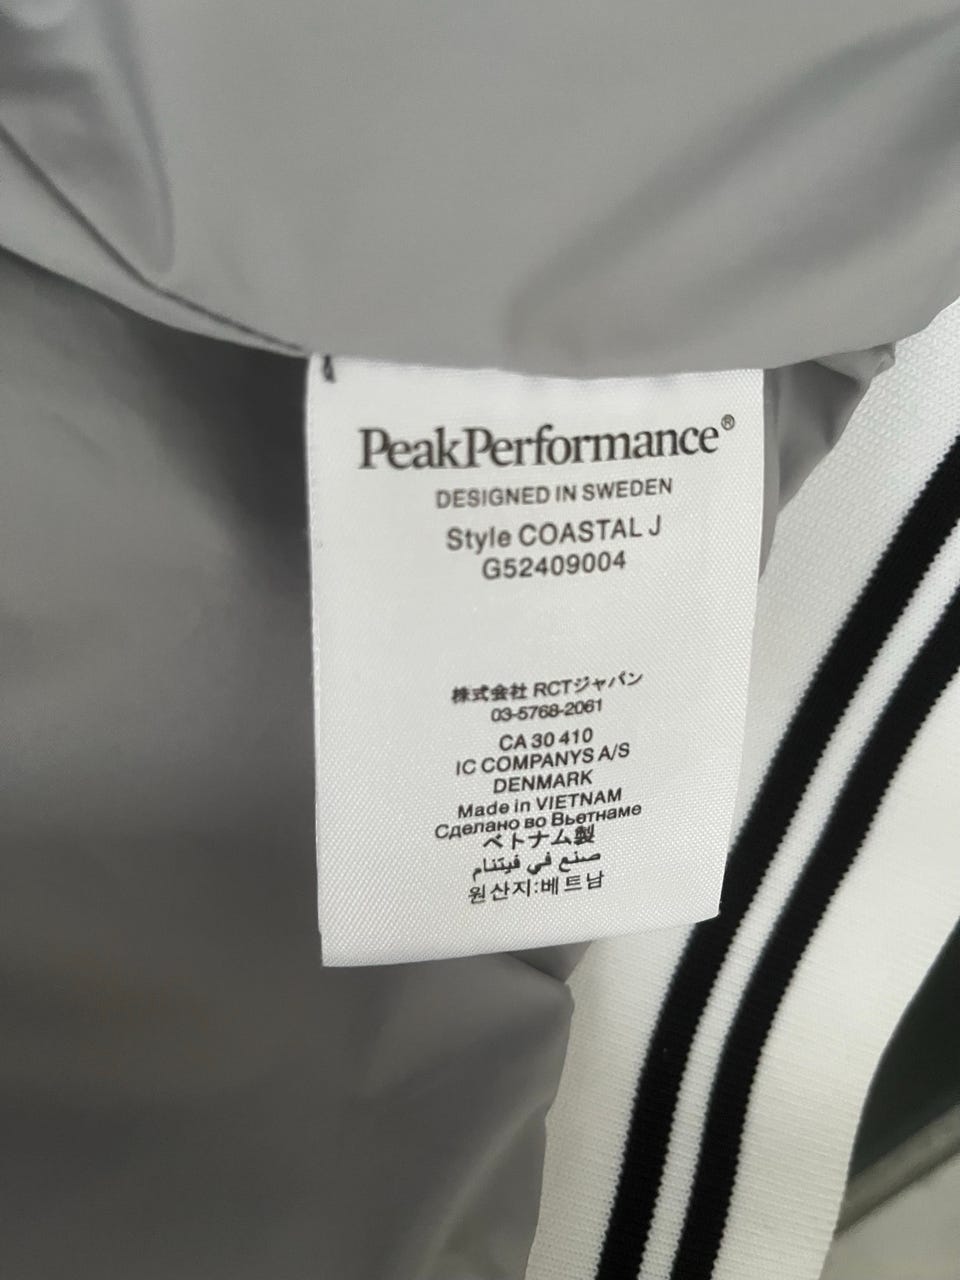 PeakPerformance®
DESIGNED IN SWEDEN
Style COASTAL J
G52409004
株式会社 RCTジャパン
03-5768-2061
CA 30 410
IC COMPANYS A/S
DENMARK
Made in VIETNAM
Сделано во Вьетнаме
ベトナム製
صنع في فيتنام
원산지:베트남